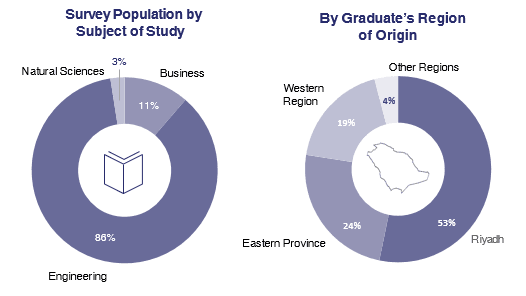 Survey Population by
Subject of Study
3%
Natural Sciences
Business
11%
86%
Engineering
By Graduate's Region
of Origin
Other Regions
Western
Region
4%
19%
24%
53%
Eastern Province
Riyadh